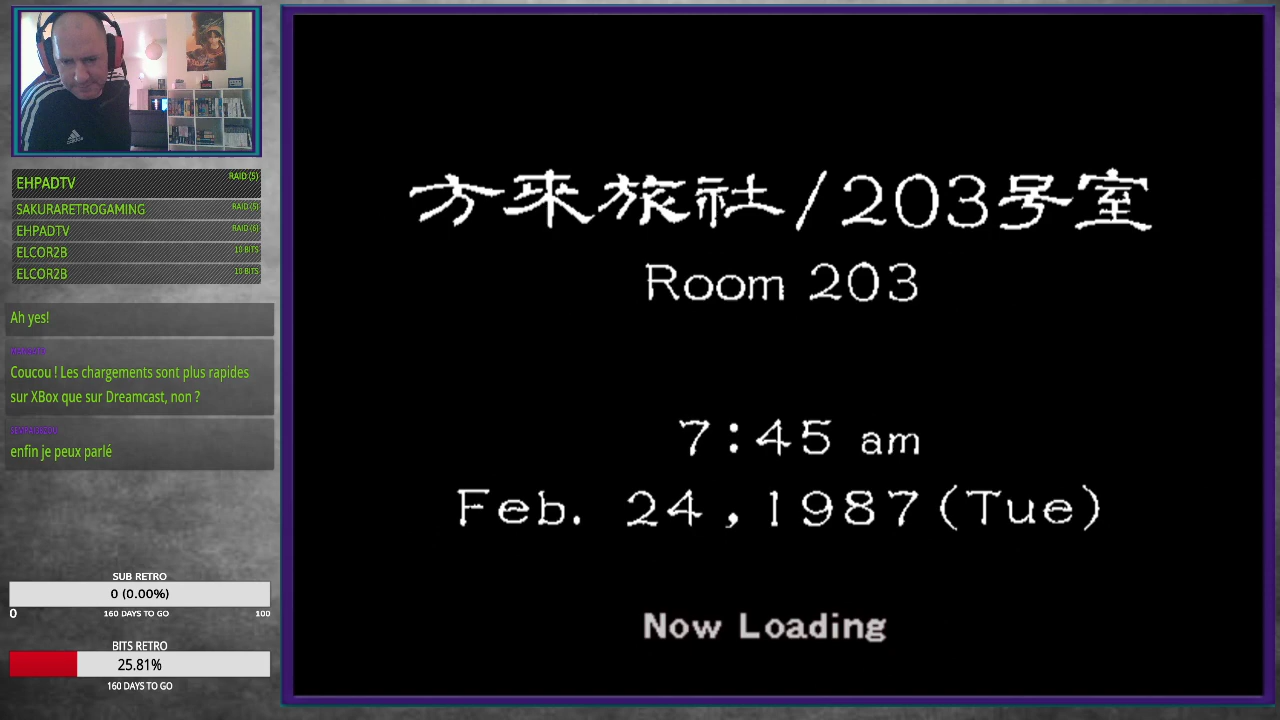 EHPADTV RAID (5)
SAKURARETROGAMING RAID (5)
EHPADTV RAID (6)
ELCOR2B 10 BITS
ELCOR2B 10 BITS
Ah yes!
Coucou ! Les chargements sont plus rapides
sur XBox que sur Dreamcast, non ?
enfin je peux parlé
SUB RETRO
0 (0.00%)
0 160 DAYS TO GO 100
BITS RETRO
25.81%
160 DAYS TO GO
adidas
方來旅社/203号室
Room 203
7:45 am
Feb. 24,1987(Tue)
Now Loading